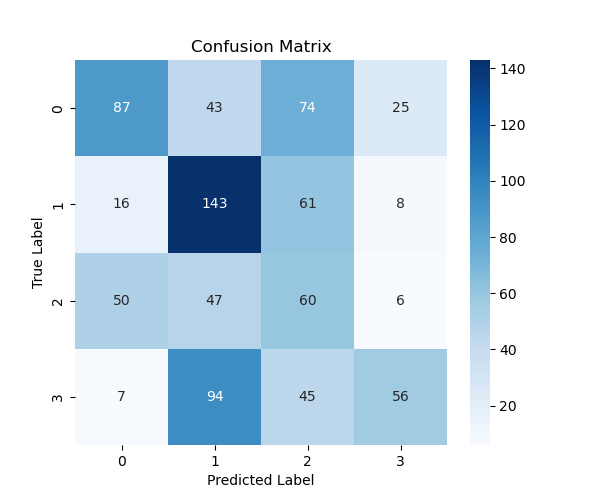 Confusion Matrix
0 87 43 74 25
1 16 143 61 8
2 50 47 60 6
3 7 94 45 56
0 1 2 3
Predicted Label
True Label
140
120
100
80
60
40
20